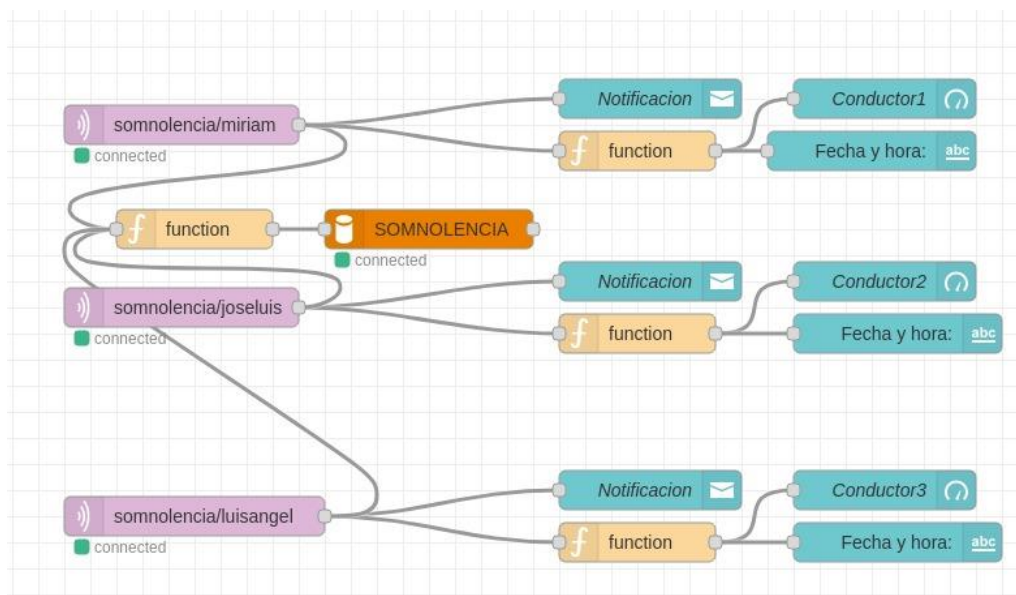 Notificacion
Conductor1
somnolencia/miriam
connected
function
Fecha y hora:
abc
function
SOMNOLENCIA
connected
Notificacion
Conductor2
somnolencia/joseluis
connected
function
Fecha y hora:
abc
Notificacion
Conductor3
somnolencia/luisangel
connected
function
Fecha y hora:
abc